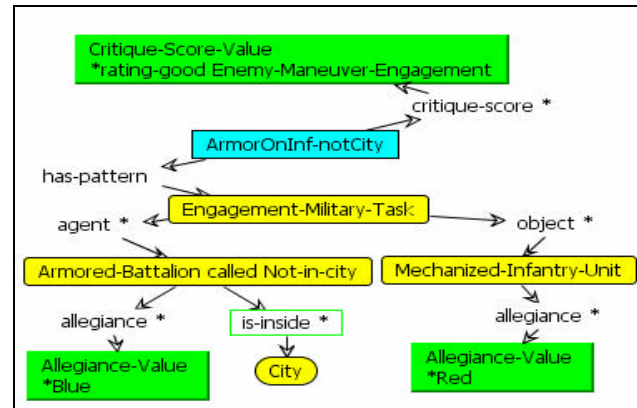 Critique-Score-Value
*rating-good Enemy-Maneuver-Engagement
critique-score *
ArmorOnInf-notCity
has-pattern
Engagement-Military-Task
agent *
object *
Armored-Battalion called Not-in-city
Mechanized-Infantry-Unit
allegiance *
is-inside *
allegiance *
Allegiance-Value
*Blue
City
Allegiance-Value
*Red